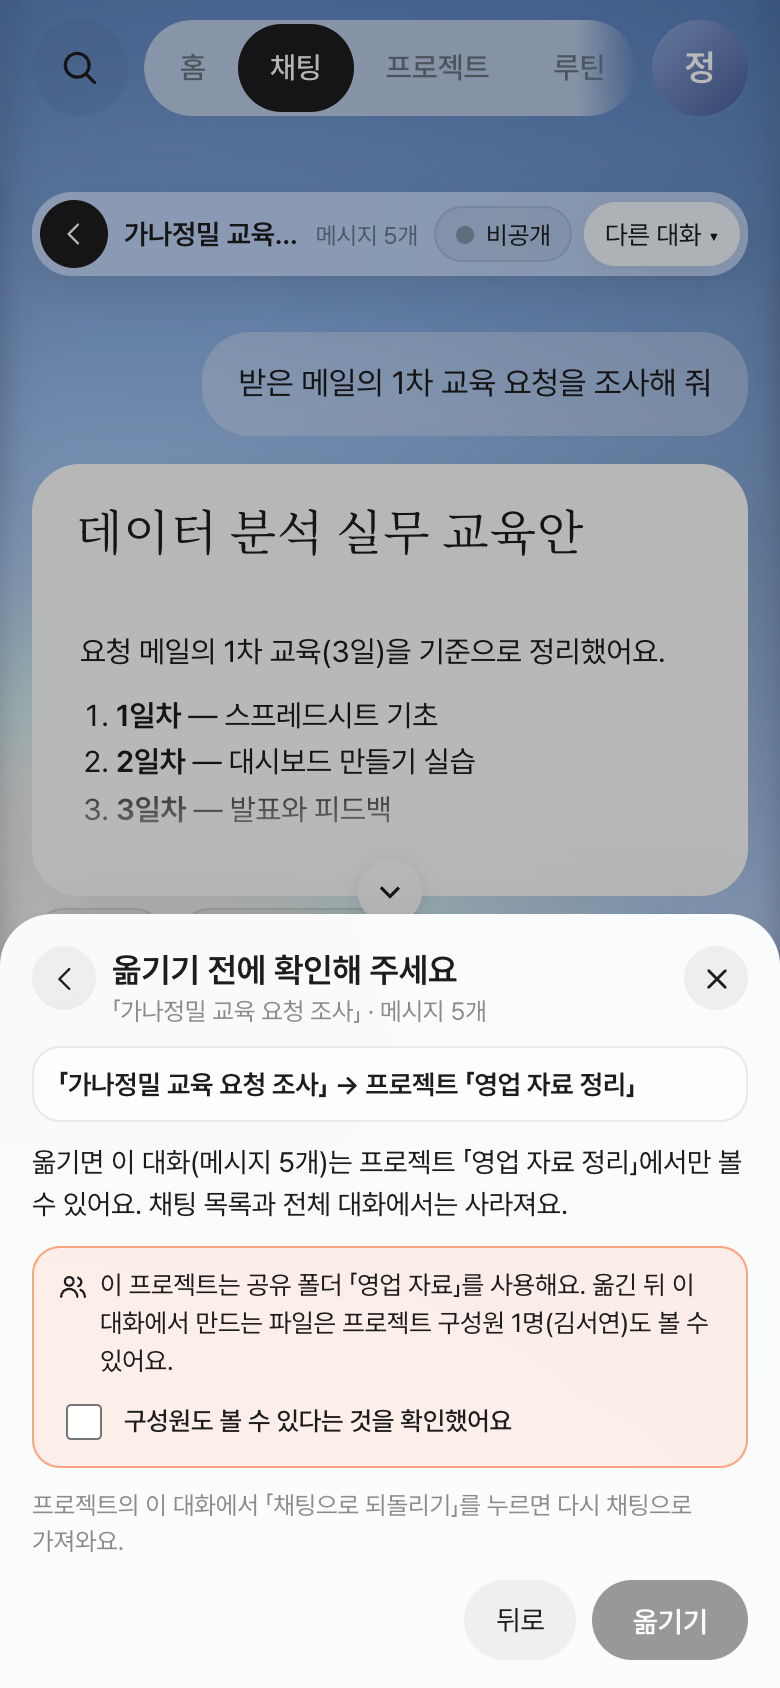 홈
채팅
프로젝트
루틴
정
가나정밀 교육...
메시지 5개
비공개
다른 대화 ▾
받은 메일의 1차 교육 요청을 조사해 줘
데이터 분석 실무 교육안
요청 메일의 1차 교육(3일)을 기준으로 정리했어요.
1. 1일차 — 스프레드시트 기초
2. 2일차 — 대시보드 만들기 실습
3. 3일차 — 발표와 피드백
옮기기 전에 확인해 주세요
「가나정밀 교육 요청 조사」 · 메시지 5개
「가나정밀 교육 요청 조사」 → 프로젝트 「영업 자료 정리」
옮기면 이 대화(메시지 5개)는 프로젝트 「영업 자료 정리」에서만 볼
수 있어요. 채팅 목록과 전체 대화에서는 사라져요.
이 프로젝트는 공유 폴더 「영업 자료」를 사용해요. 옮긴 뒤 이
대화에서 만드는 파일은 프로젝트 구성원 1명(김서연)도 볼 수
있어요.
구성원도 볼 수 있다는 것을 확인했어요
프로젝트의 이 대화에서 「채팅으로 되돌리기」를 누르면 다시 채팅으로
가져와요.
뒤로
옮기기